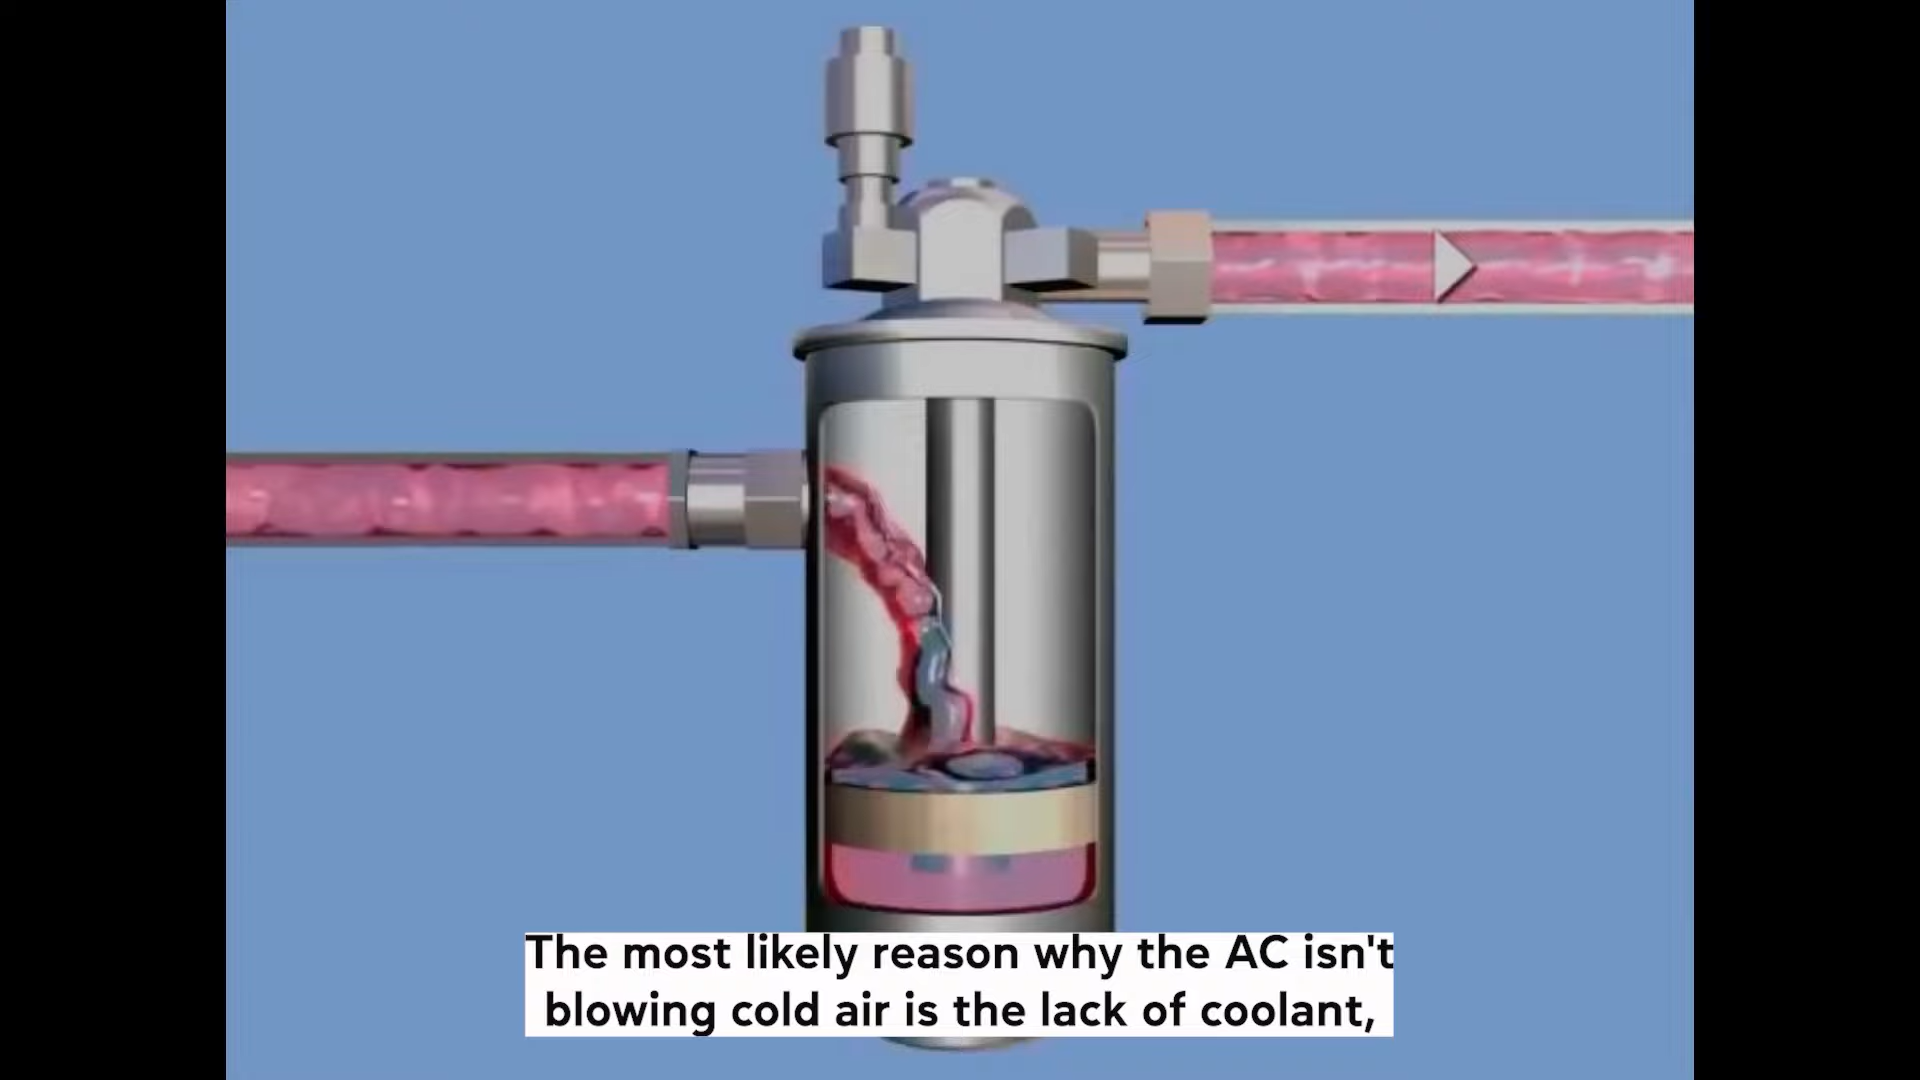 The most likely reason why the AC isn't
blowing cold air is the lack of coolant,